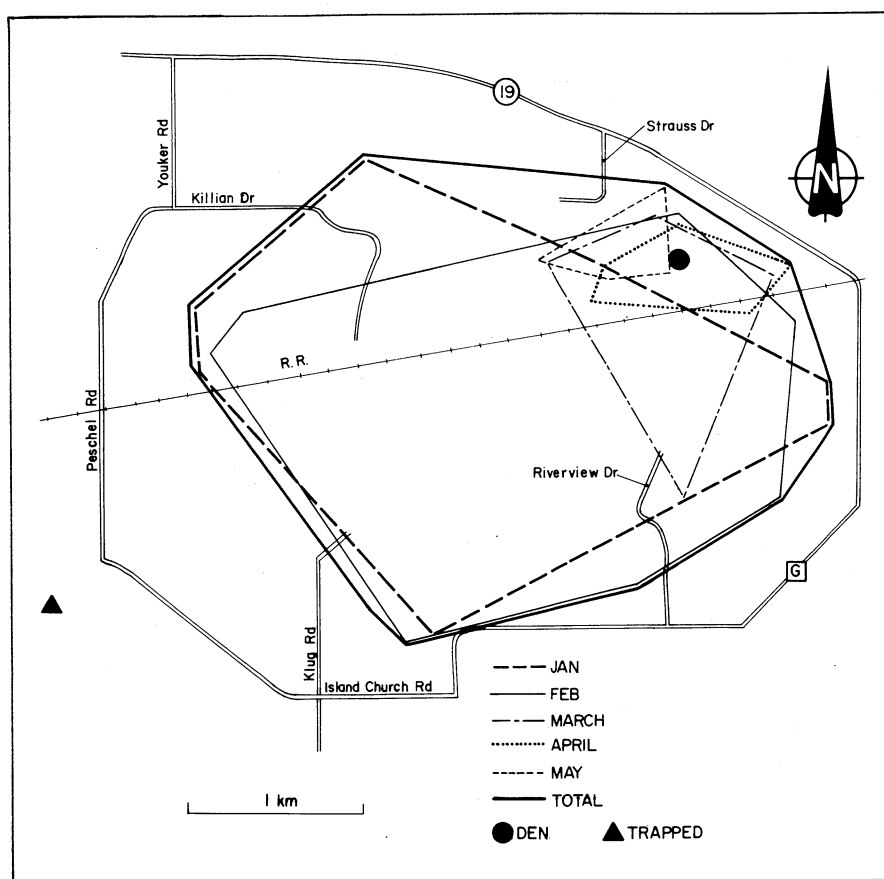 19
Strauss Dr
Youker Rd
N
Killian Dr
R.R.
Peschel Rd
Riverview Dr.
G
Klug Rd
Island Church Rd
JAN
FEB
MARCH
APRIL
MAY
TOTAL
1 km
DEN
TRAPPED